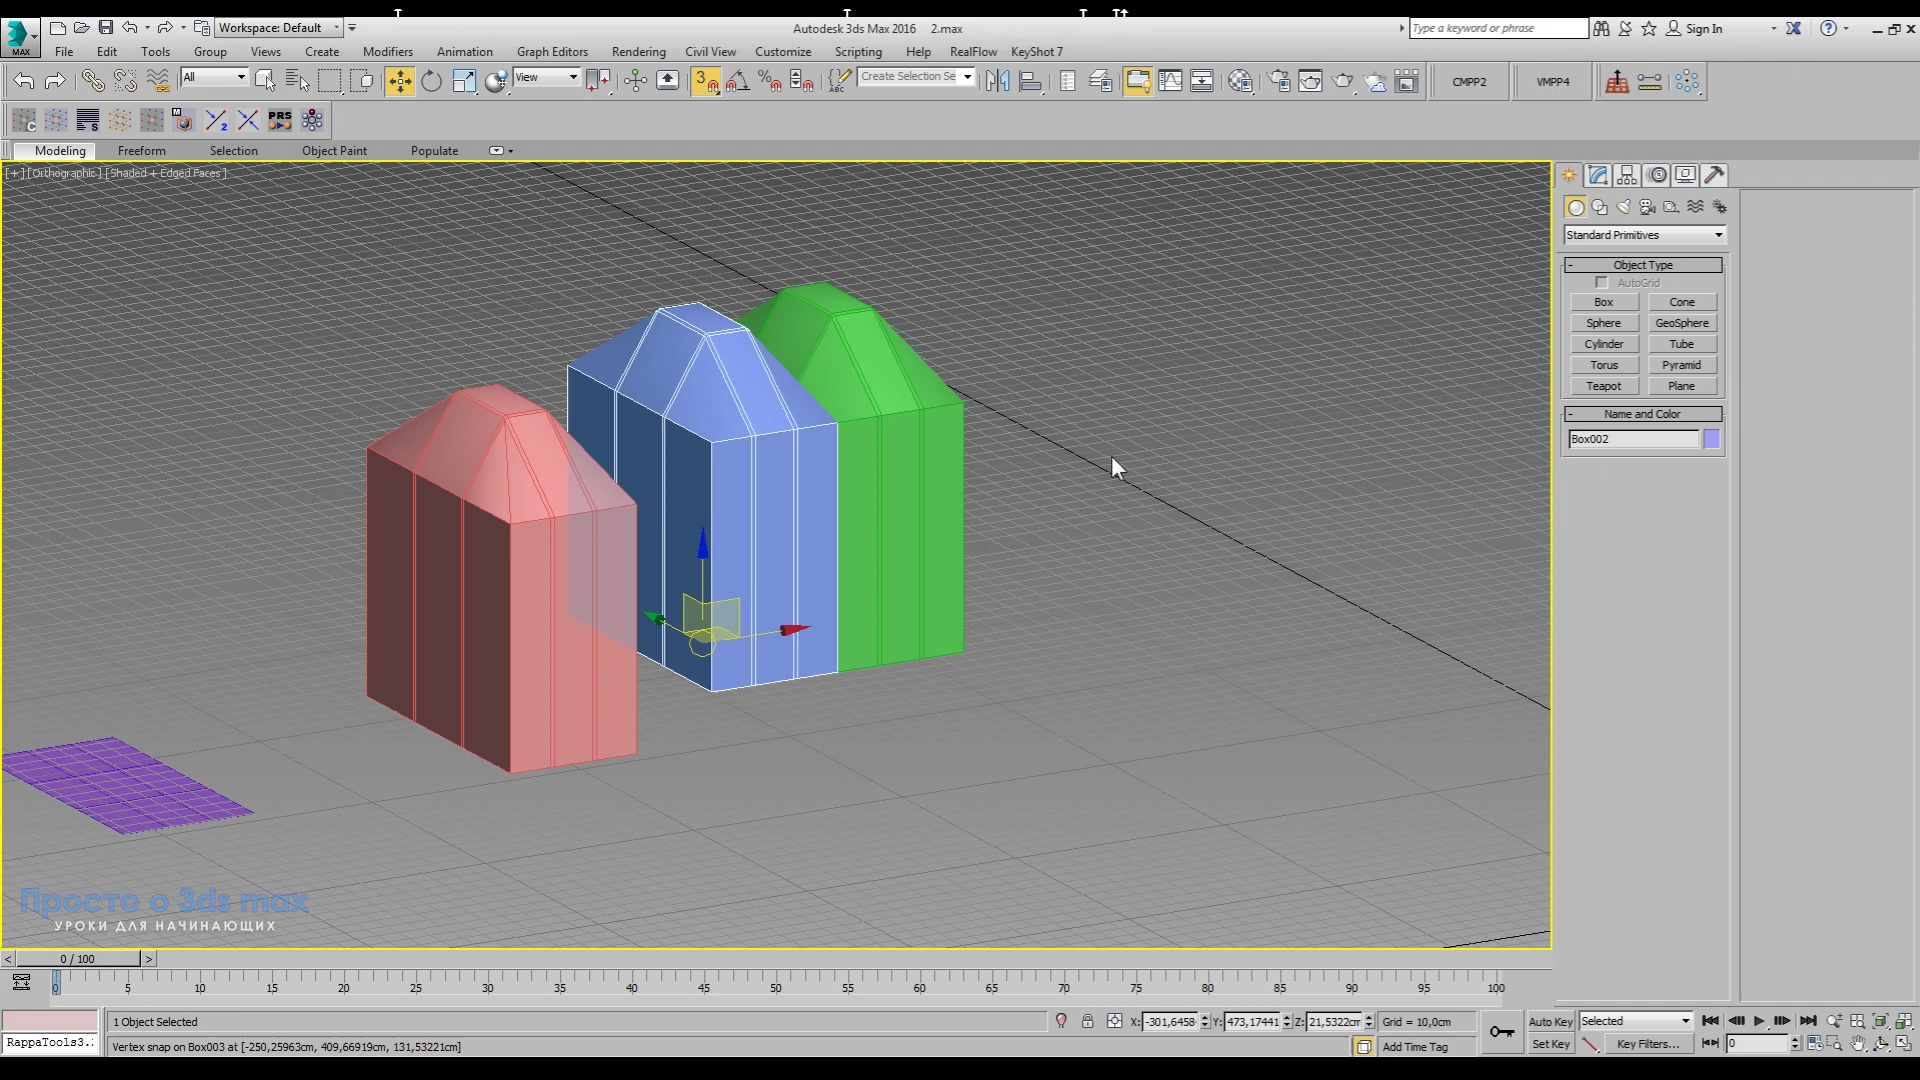 Workspace: Default
Autodesk 3ds Max 2016 2.max
Type a keyword or phrase
Sign In
MAX
File Edit Tools Group Views Create Modifiers Animation Graph Editors Rendering Civil View Customize Scripting Help RealFlow KeyShot 7
All
View
3
Create Selection Se
CMPP2
VMPP4
PRS
Modeling Freeform Selection Object Paint Populate
[+] [Orthographic] [Shaded + Edged Faces]
Standard Primitives
- Object Type
AutoGrid
Box Cone
Sphere GeoSphere
Cylinder Tube
Torus Pyramid
Teapot Plane
- Name and Color
Box002
Просто о 3ds max
УРОКИ ДЛЯ НАЧИНАЮЩИХ
< 0 / 100 >
0 5 10 15 20 25 30 35 40 45 50 55 60 65 70 75 80 85 90 95 100
1 Object Selected
X: -301,6458 Y: 473,17441 Z: 21,5322cm
Grid = 10,0cm
Auto Key
Selected
RappaTools3.
Vertex snap on Box003 at [-250,25963cm, 409,66919cm, 131,53221cm]
Add Time Tag
Set Key
Key Filters...
0